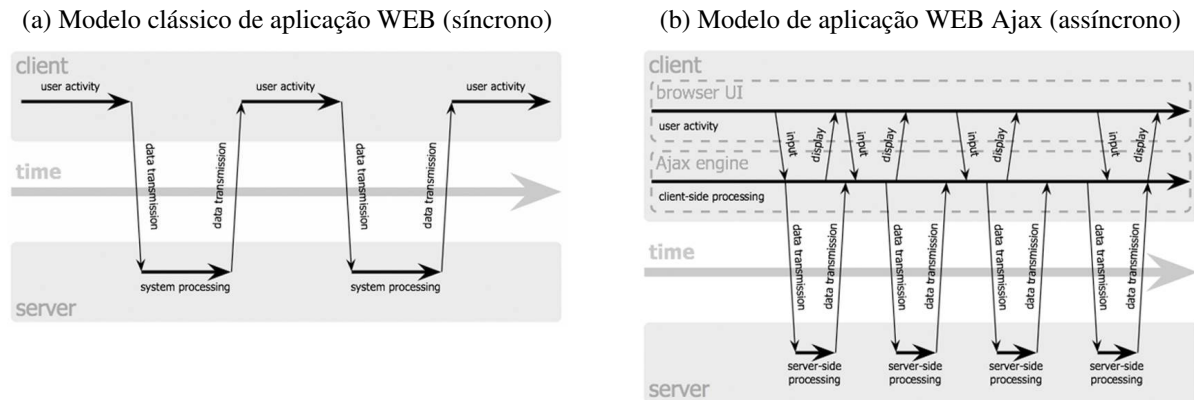 (a) Modelo clássico de aplicação WEB (síncrono)
client
user activity
user activity
user activity
data transmission
data transmission
data transmission
data transmission
time
system processing
system processing
server
(b) Modelo de aplicação WEB Ajax (assíncrono)
client
browser UI
user activity
input
display
input
display
input
display
input
display
Ajax engine
client-side processing
data transmission
data transmission
data transmission
data transmission
data transmission
data transmission
data transmission
data transmission
time
server-side
processing
server-side
processing
server-side
processing
server-side
processing
server